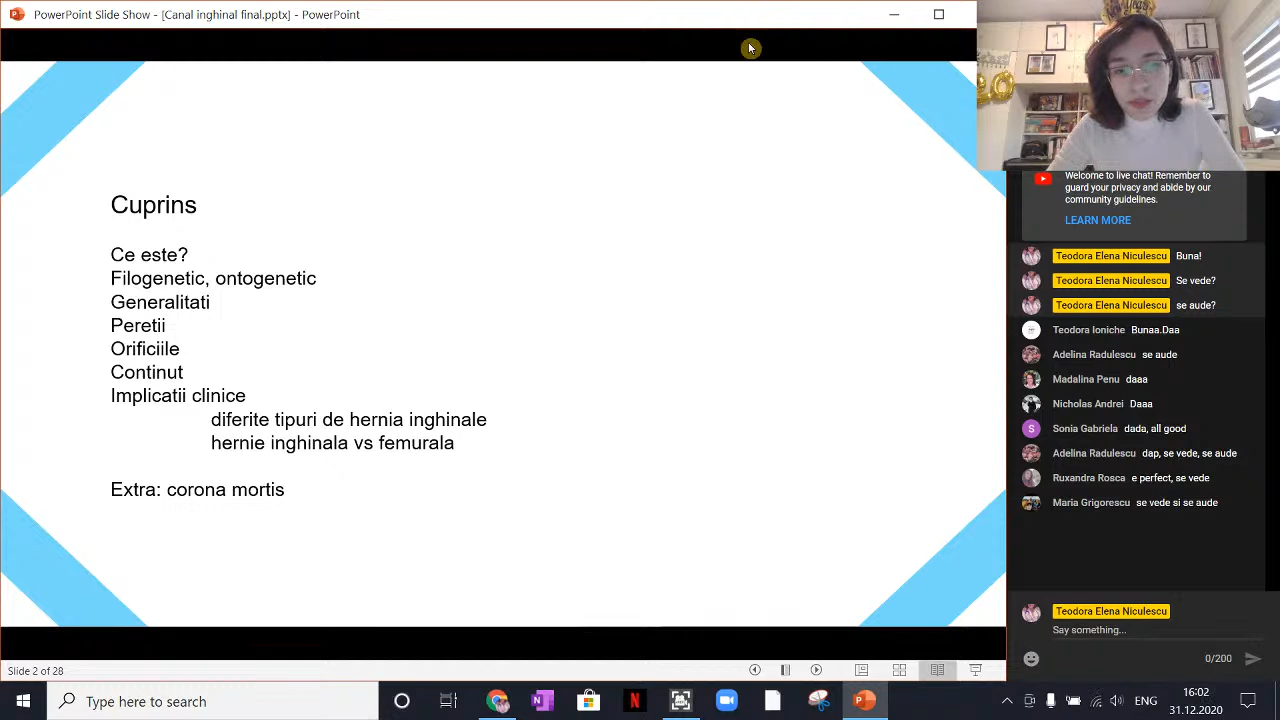 PowerPoint Slide Show - [Canal inghinal final.pptx] - PowerPoint
Cuprins
Ce este?
Filogenetic, ontogenetic
Generalitati
Peretii
Orificiile
Continut
Implicatii clinice
diferite tipuri de hernia inghinale
hernie inghinala vs femurala
Extra: corona mortis
Welcome to live chat! Remember to
guard your privacy and abide by our
community guidelines.
LEARN MORE
Teodora Elena Niculescu Buna!
Teodora Elena Niculescu Se vede?
Teodora Elena Niculescu se aude?
Teodora Ioniche Bunaa.Daa
Adelina Radulescu se aude
Madalina Penu daaa
Nicholas Andrei Daaa
S Sonia Gabriela dada, all good
Adelina Radulescu dap, se vede, se aude
Ruxandra Rosca e perfect, se vede
Maria Grigorescu se vede si se aude
Teodora Elena Niculescu
Say something...
0/200
Slide 2 of 28
Type here to search
ENG
16:02
31.12.2020